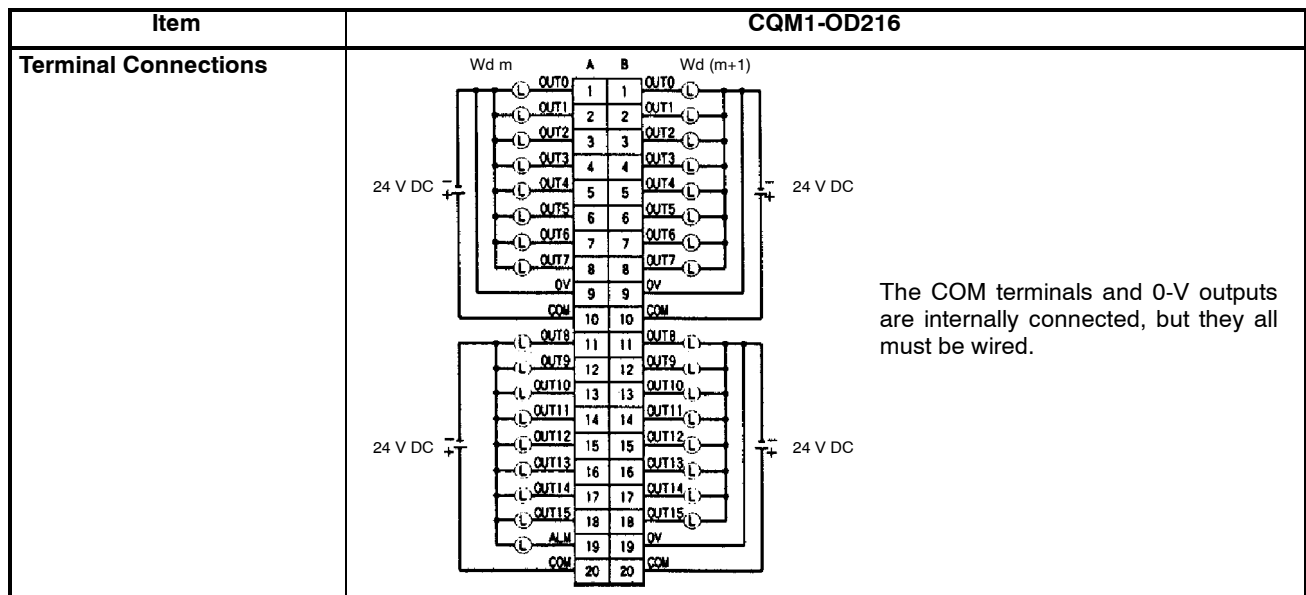 Item CQM1-OD216
Terminal Connections
Wd m A B Wd (m+1)
L OUT0 1 1 OUT0 L
L OUT1 2 2 OUT1 L
L OUT2 3 3 OUT2 L
L OUT3 4 4 OUT3 L
24 V DC − + L OUT4 5 5 OUT4 L − + 24 V DC
L OUT5 6 6 OUT5 L
L OUT6 7 7 OUT6 L
L OUT7 8 8 OUT7 L
0V 9 9 0V
COM 10 10 COM
L OUT8 11 11 OUT8 L
L OUT9 12 12 OUT9 L
L OUT10 13 13 OUT10 L
L OUT11 14 14 OUT11 L
24 V DC − + L OUT12 15 15 OUT12 L − + 24 V DC
L OUT13 16 16 OUT13 L
L OUT14 17 17 OUT14 L
L OUT15 18 18 OUT15 L
L ALM 19 19 0V
COM 20 20 COM
The COM terminals and 0-V outputs
are internally connected, but they all
must be wired.